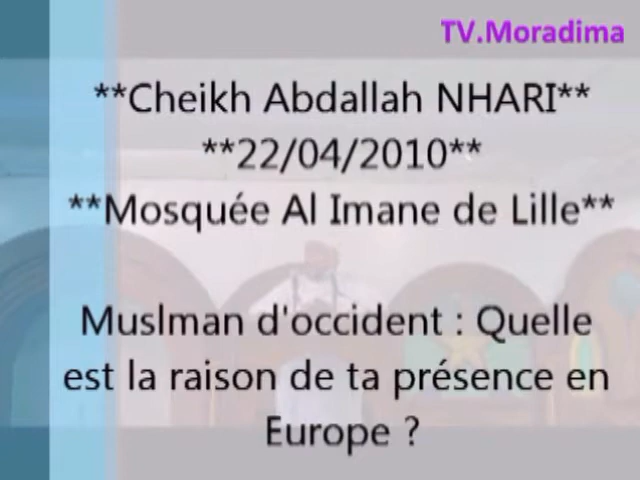 TV.Moradima
**Cheikh Abdallah NHARI**
**22/04/2010**
**Mosquée Al Imane de Lille**
Muslman d'occident : Quelle
est la raison de ta présence en
Europe ?